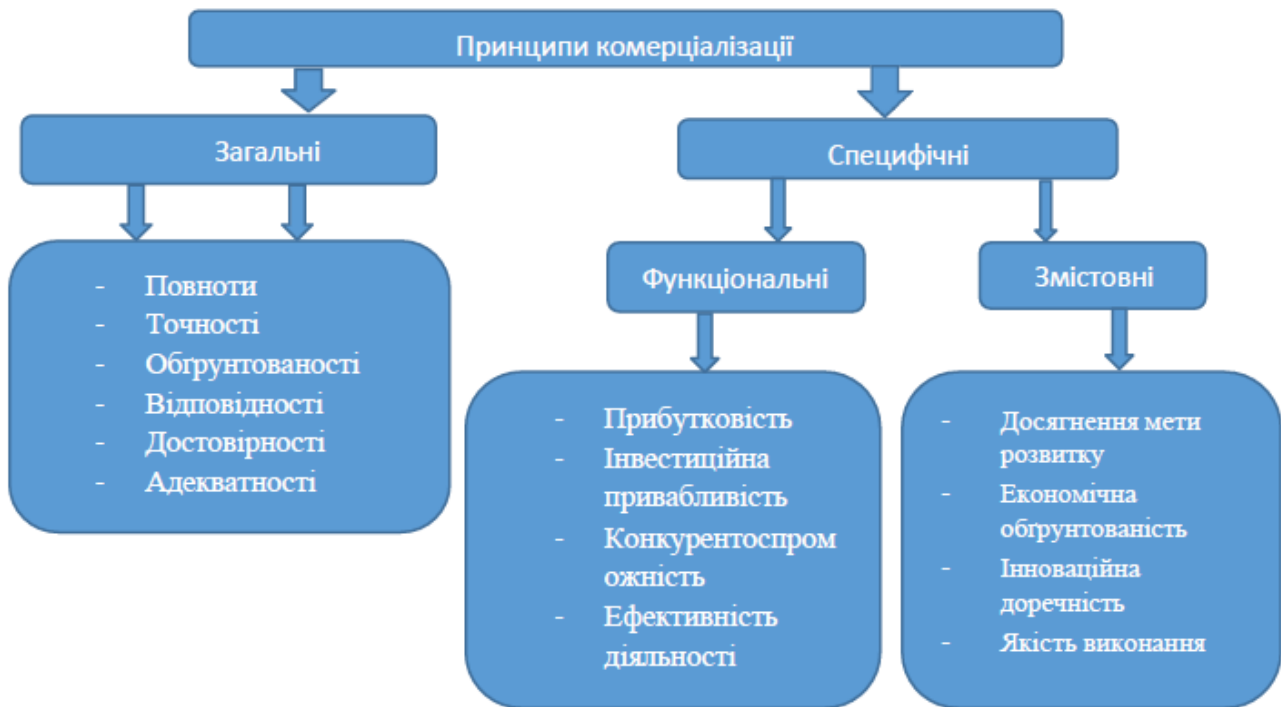 Принципи комерціалізації
Загальні
Специфічні
- Повноти
- Точності
- Обґрунтованості
- Відповідності
- Достовірності
- Адекватності
Функціональні
Змістовні
- Прибутковість
- Інвестиційна
привабливість
- Конкурентоспром
ожність
- Ефективність
діяльності
- Досягнення мети
розвитку
- Економічна
обґрунтованість
- Інноваційна
доречність
- Якість виконання